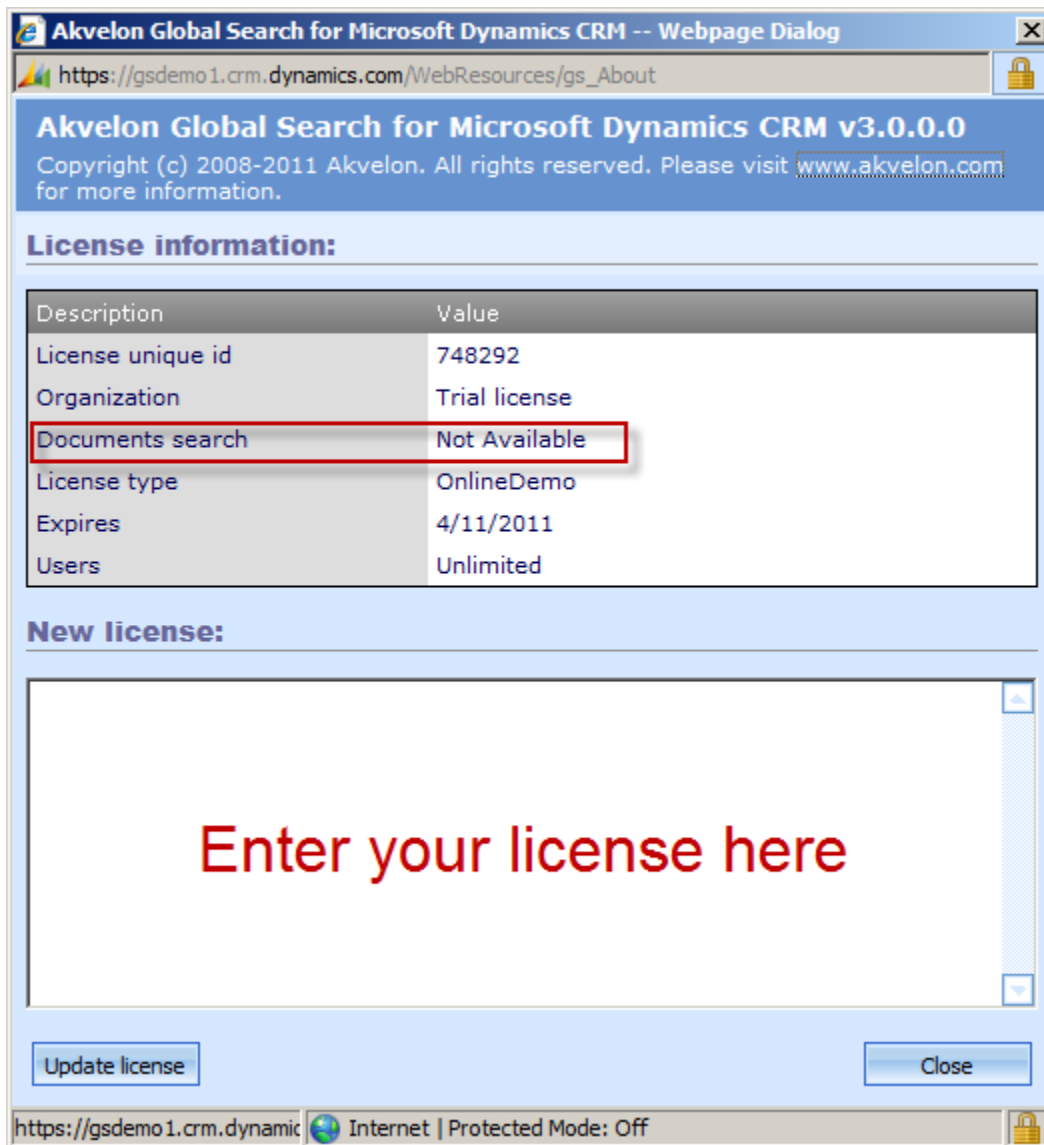 Akvelon Global Search for Microsoft Dynamics CRM -- Webpage Dialog
https://gsdemo1.crm.dynamics.com/WebResources/gs_About
Akvelon Global Search for Microsoft Dynamics CRM v3.0.0.0
Copyright (c) 2008-2011 Akvelon. All rights reserved. Please visit www.akvelon.com
for more information.
License information:
Description Value
License unique id 748292
Organization Trial license
Documents search Not Available
License type OnlineDemo
Expires 4/11/2011
Users Unlimited
New license:
Enter your license here
Update license Close
https://gsdemo1.crm.dynamic Internet | Protected Mode: Off